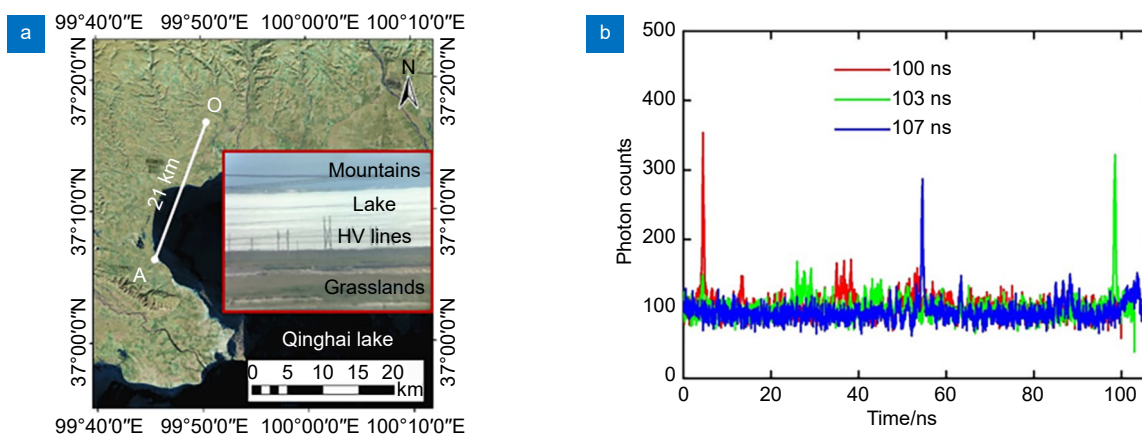 a
99°40′0″E 99°50′0″E 100°00′0″E 100°10′0″E
37°20′0″N
37°10′0″N
37°00′0″N
N
O
21 km
A
Mountains
Lake
HV lines
Grasslands
Qinghai lake
0 5 10 15 20
km
37°20′0″N
37°10′0″N
37°00′0″N
99°40′0″E 99°50′0″E 100°00′0″E 100°10′0″E
b
500
400
300
200
100
0
Photon counts
100 ns
103 ns
107 ns
0 20 40 60 80 100
Time/ns